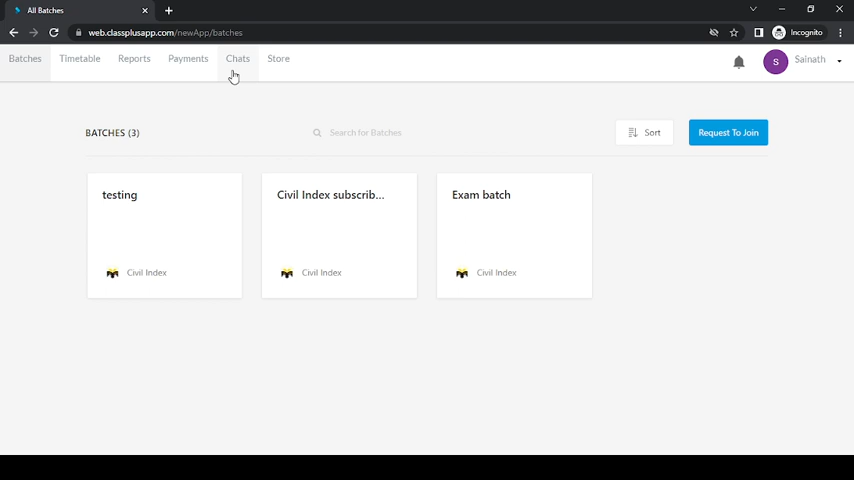 All Batches
web.classplusapp.com/newApp/batches
Incognito
Batches Timetable Reports Payments Chats Store
S Sainath
BATCHES (3) Search for Batches Sort Request To Join
testing Civil Index subscrib... Exam batch
Civil Index Civil Index Civil Index